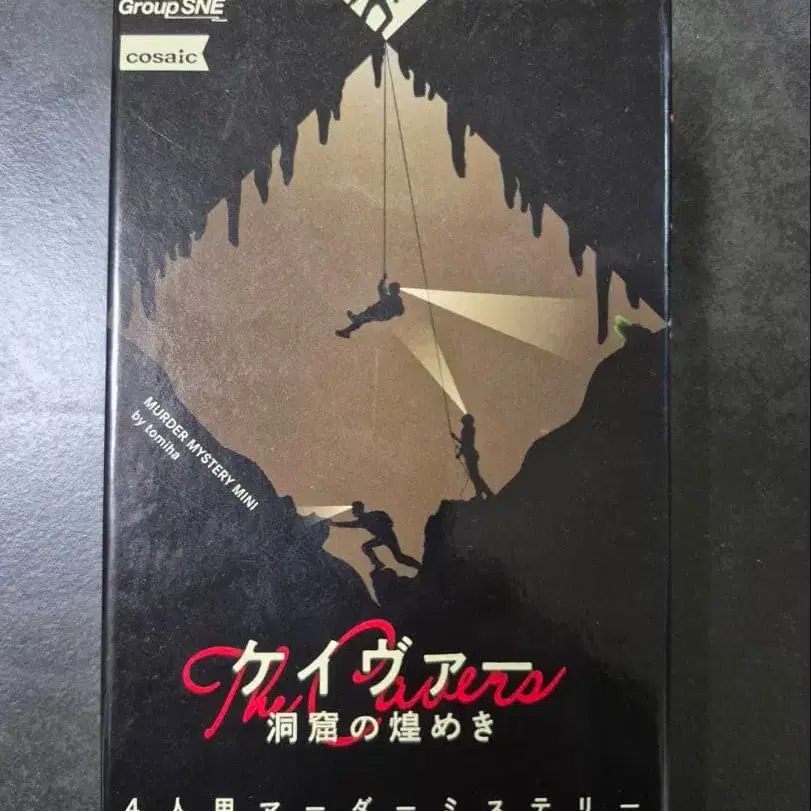 Group SNE
cosaic
MURDER MYSTERY MINI
by tomiha
The Cavers
ケイヴァー
洞窟の煌めき
4人用マーダーミステリー